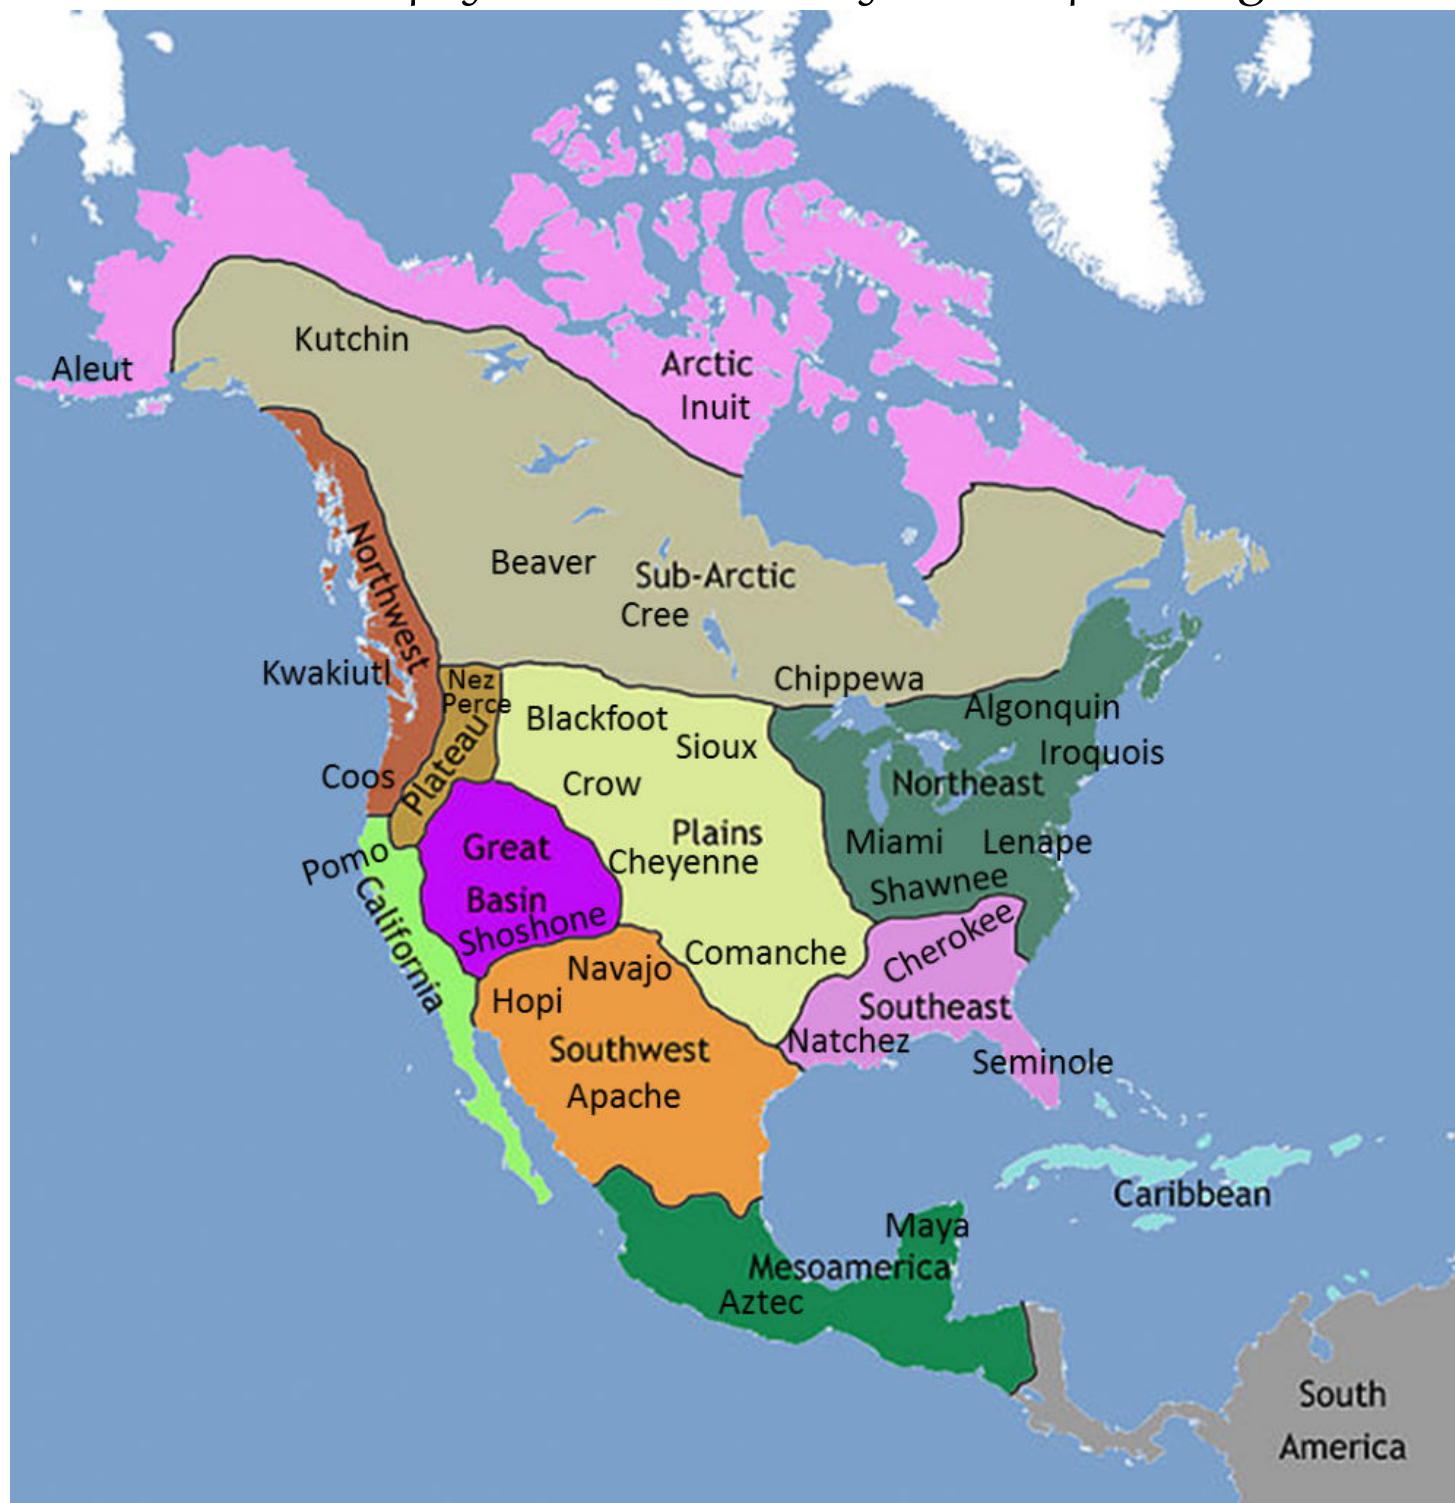 Kutchin
Aleut
Arctic
Inuit
Northwest
Beaver
Sub-Arctic
Cree
Kwakiutl
Nez
Perce
Plateau
Coos
Chippewa
Blackfoot
Sioux
Crow
Plains
Cheyenne
Comanche
Algonquin
Iroquois
Northeast
Miami
Lenape
Shawnee
Great
Basin
Shoshone
Pomo
California
Navajo
Hopi
Southwest
Apache
Cherokee
Southeast
Natchez
Seminole
Caribbean
Maya
Mesoamerica
Aztec
South
America